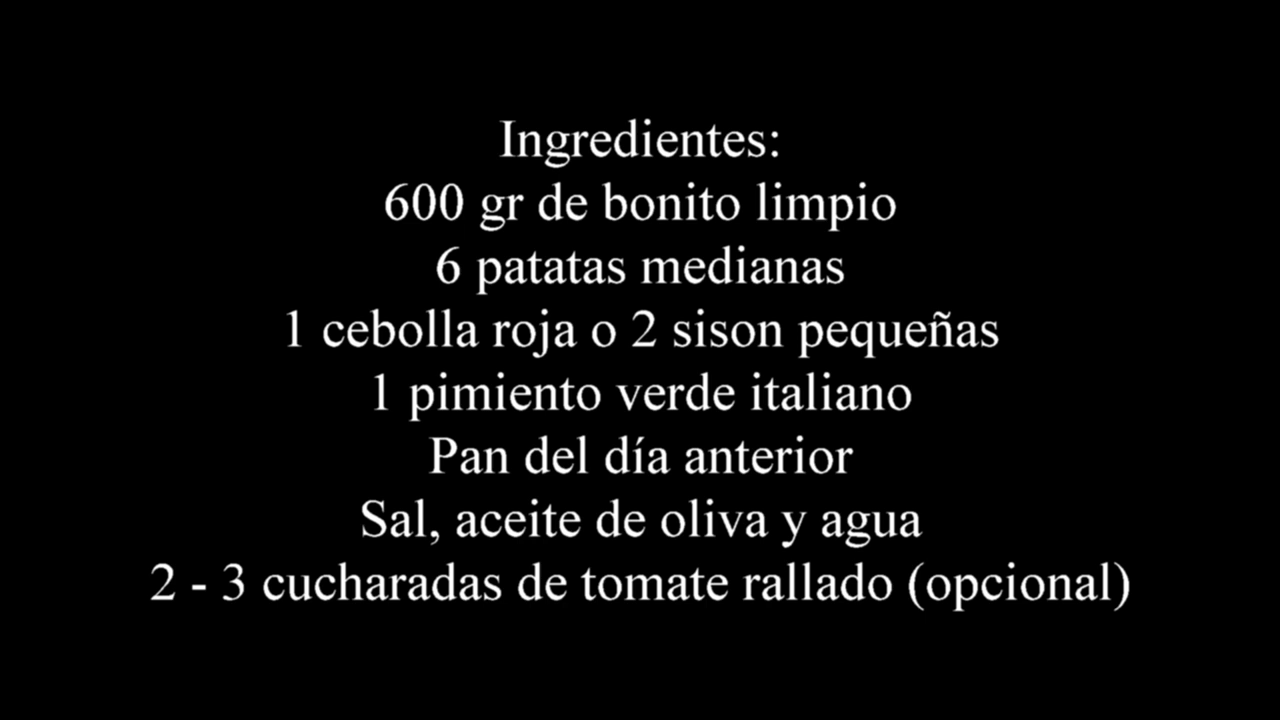 Ingredientes:
600 gr de bonito limpio
6 patatas medianas
1 cebolla roja o 2 sison pequeñas
1 pimiento verde italiano
Pan del día anterior
Sal, aceite de oliva y agua
2 - 3 cucharadas de tomate rallado (opcional)